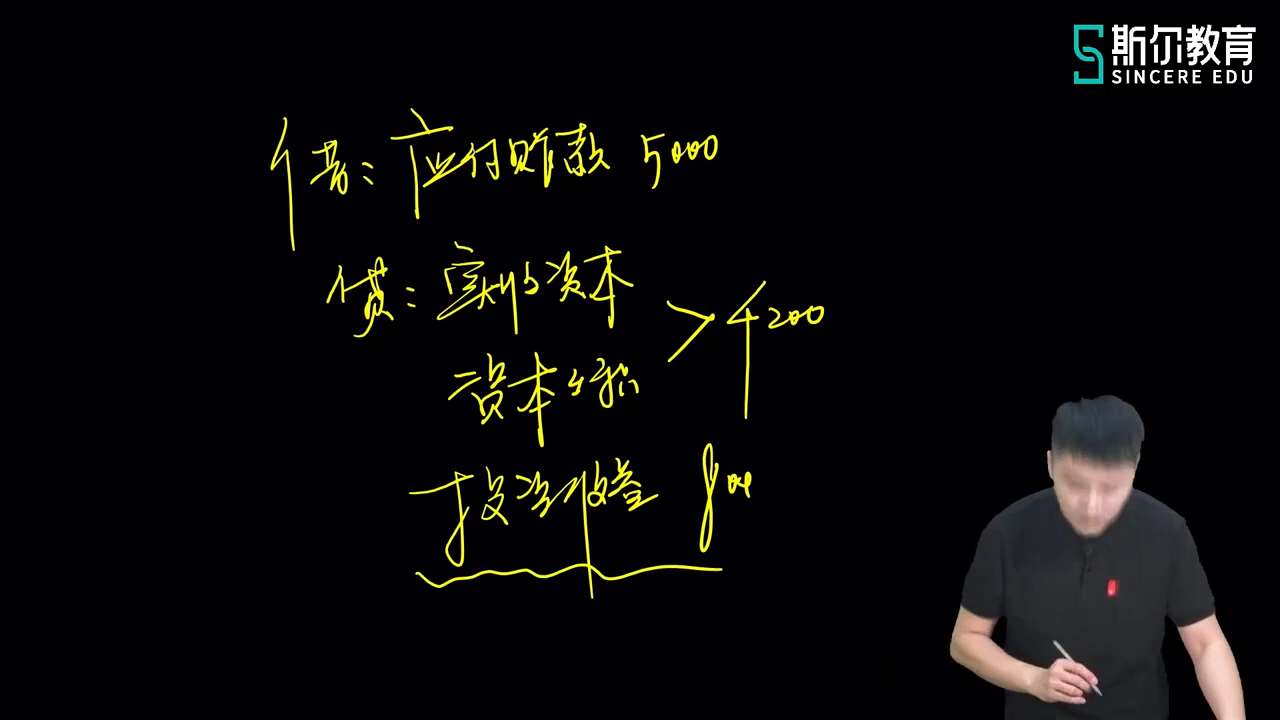 斯尔教育
SINCERE EDU
借：应付账款 5000
贷：实收资本
资本公积
> 4200
投资收益 800